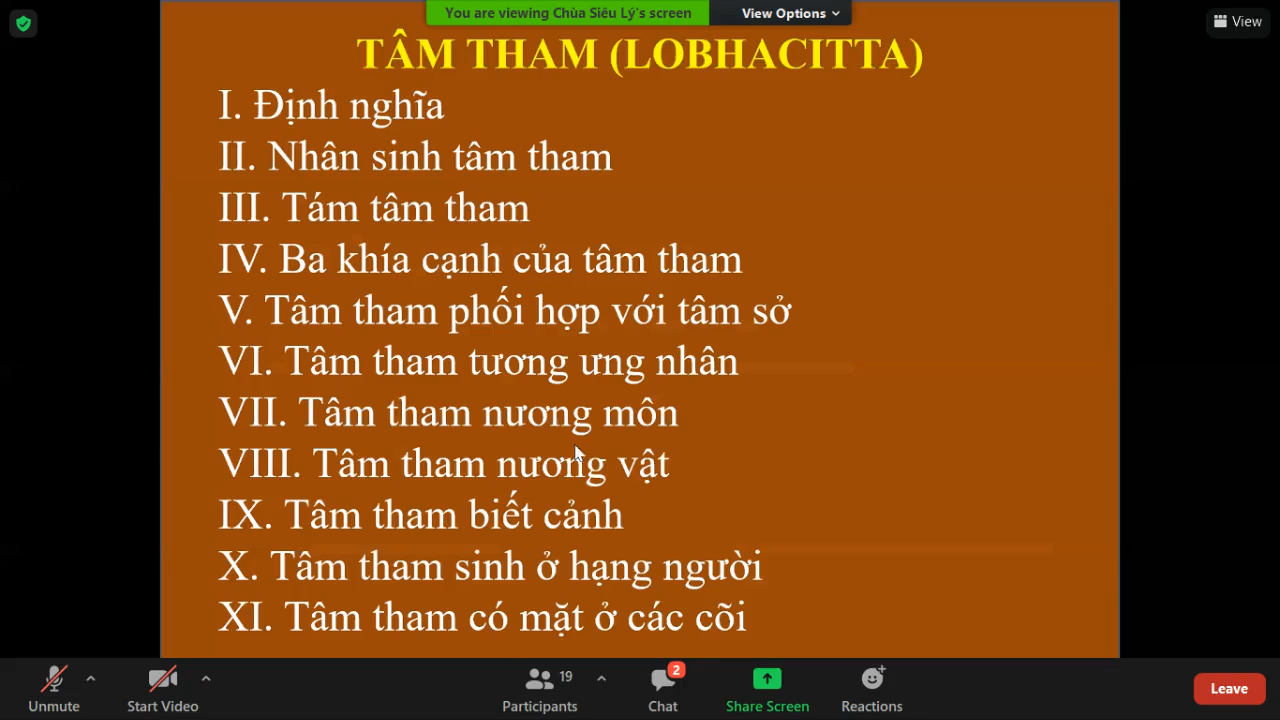 You are viewing Chùa Siêu Lý's screen
View Options
View
TÂM THAM (LOBHACITTA)
I. Định nghĩa
II. Nhân sinh tâm tham
III. Tám tâm tham
IV. Ba khía cạnh của tâm tham
V. Tâm tham phối hợp với tâm sở
VI. Tâm tham tương ưng nhân
VII. Tâm tham nương môn
VIII. Tâm tham nương vật
IX. Tâm tham biết cảnh
X. Tâm tham sinh ở hạng người
XI. Tâm tham có mặt ở các cõi
Unmute
Start Video
19
Participants
2
Chat
Share Screen
Reactions
Leave